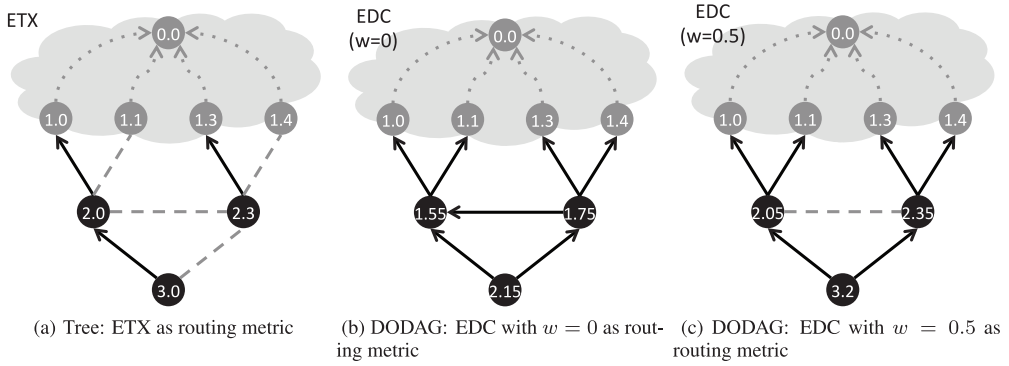 ETX
0.0
1.0
1.1
1.3
1.4
2.0
2.3
3.0
(a) Tree: ETX as routing metric
EDC
(w=0)
0.0
1.0
1.1
1.3
1.4
1.55
1.75
2.15
(b) DODAG: EDC with w = 0 as rout-
ing metric
EDC
(w=0.5)
0.0
1.0
1.1
1.3
1.4
2.05
2.35
3.2
(c) DODAG: EDC with w = 0.5 as
routing metric